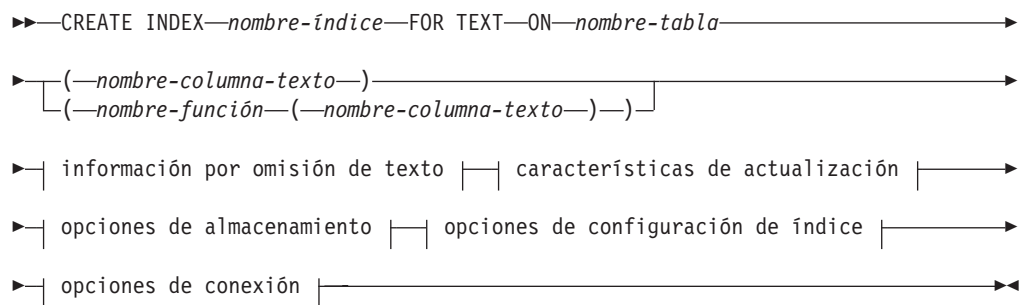 CREATE INDEX nombre-índice FOR TEXT ON nombre-tabla
( nombre-columna-texto )
( nombre-función ( nombre-columna-texto ) )
información por omisión de texto características de actualización
opciones de almacenamiento opciones de configuración de índice
opciones de conexión